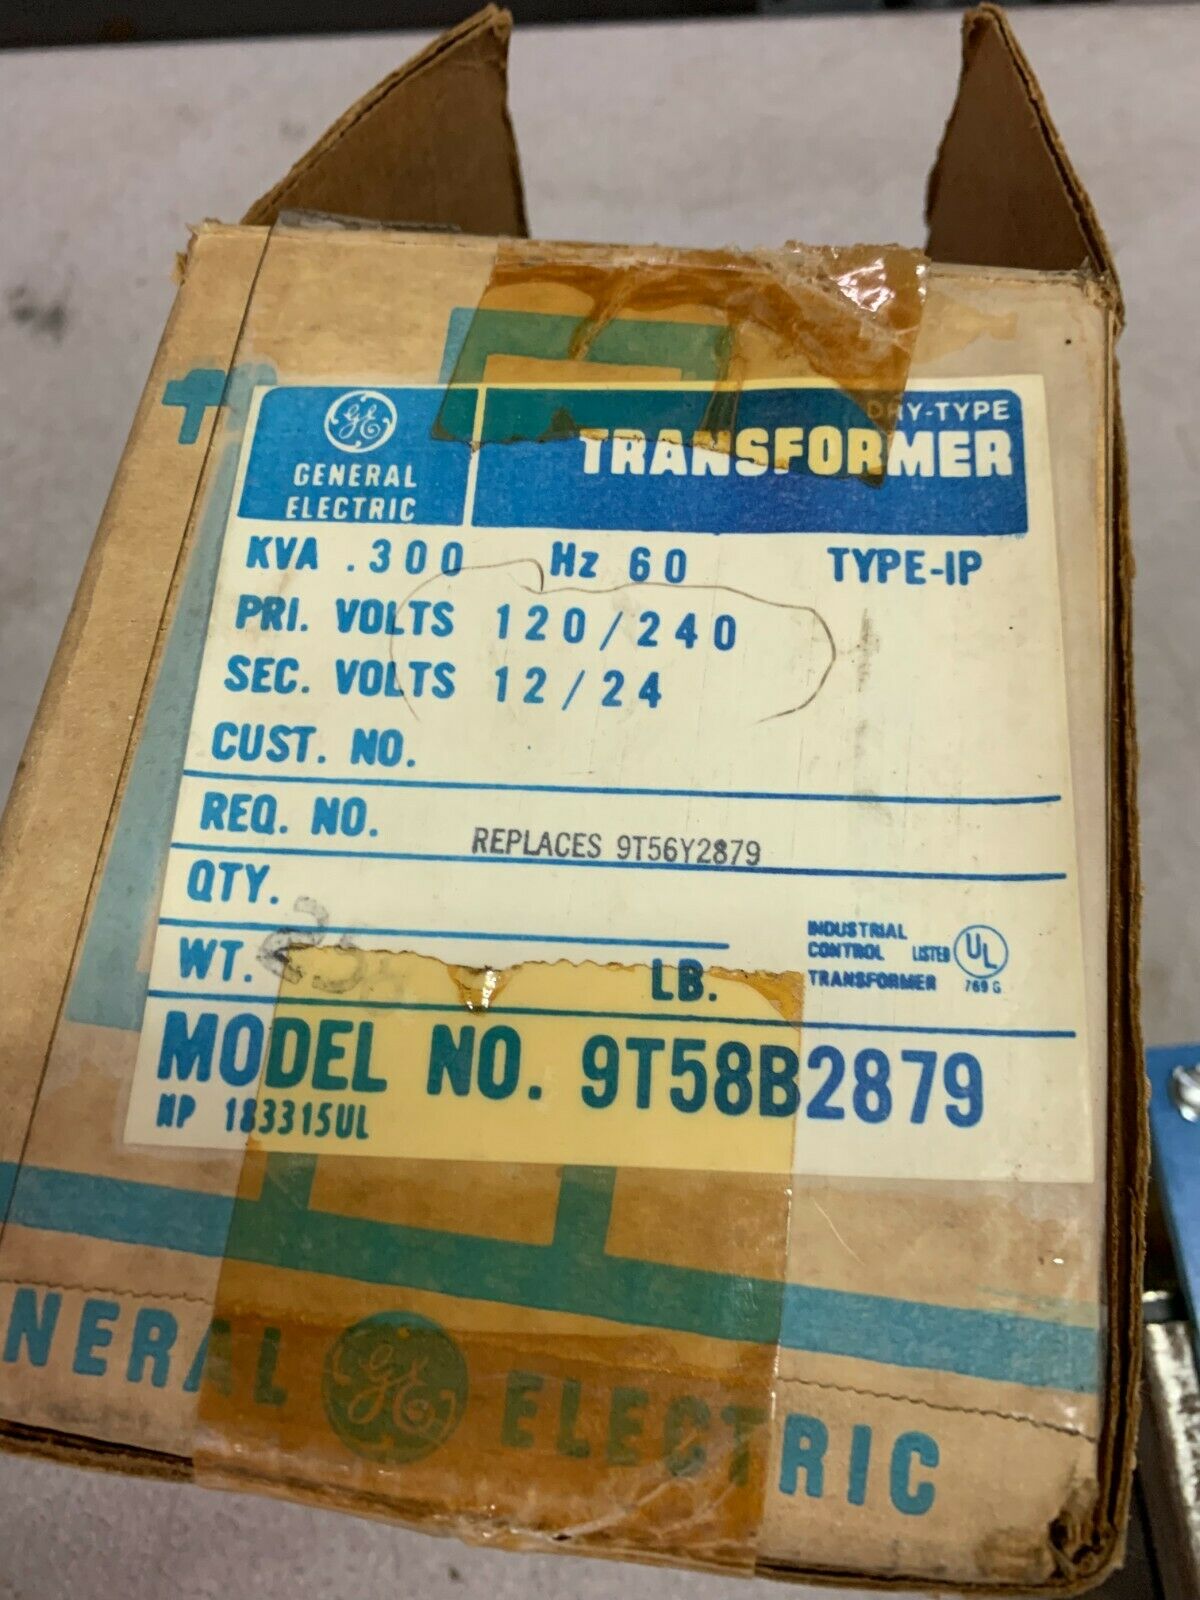 GE
GENERAL
ELECTRIC
DRY-TYPE
TRANSFORMER
KVA .300 Hz 60 TYPE-IP
PRI. VOLTS 120/240
SEC. VOLTS 12/24
CUST. NO.
REQ. NO.
REPLACES 9T56Y2879
QTY.
WT. LB.
INDUSTRIAL
CONTROL LISTED UL
TRANSFORMER 769 G
MODEL NO. 9T58B2879
NP 183315UL
NERAL GE ELECTRIC